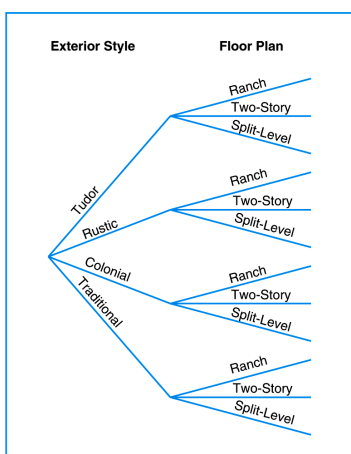 Exterior Style
Floor Plan
Tudor
Ranch
Two-Story
Split-Level
Rustic
Ranch
Two-Story
Split-Level
Colonial
Ranch
Two-Story
Split-Level
Traditional
Ranch
Two-Story
Split-Level